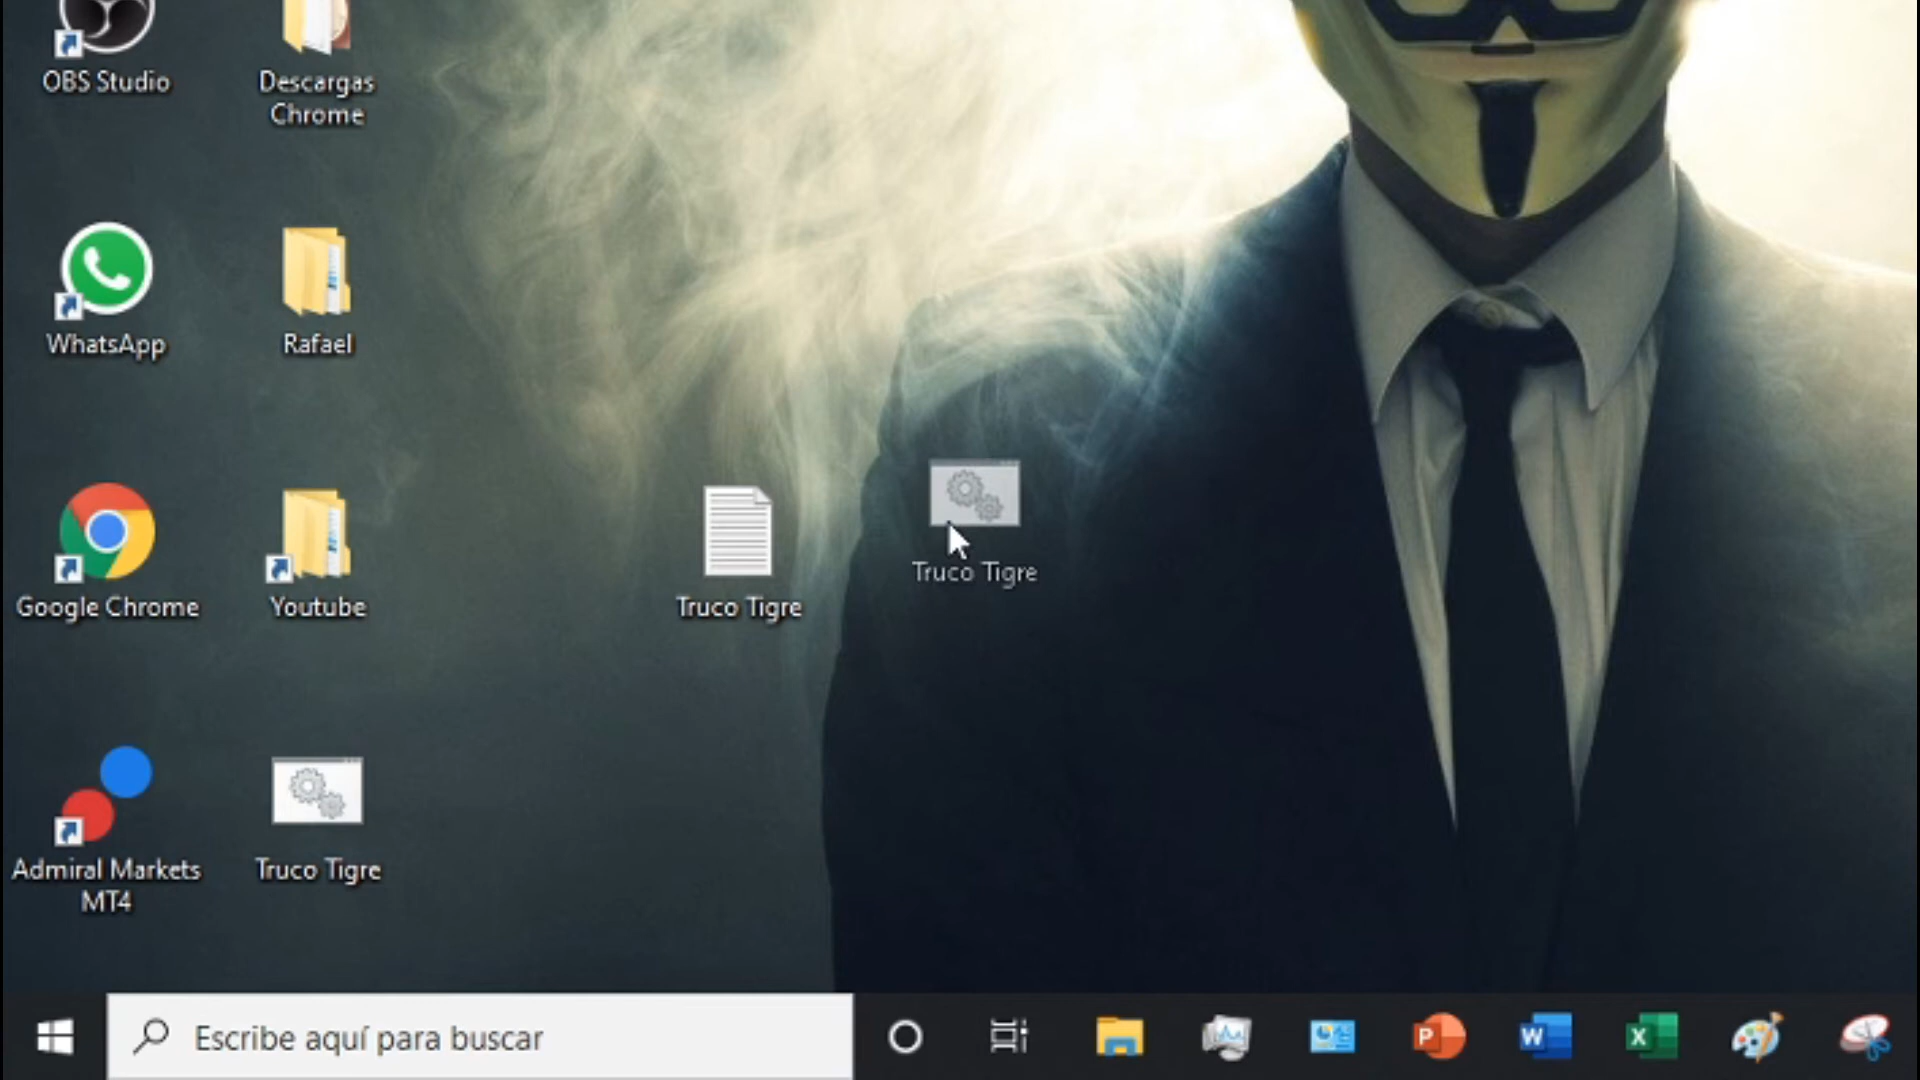 OBS Studio
Descargas
Chrome
WhatsApp
Rafael
Google Chrome
Youtube
Truco Tigre
Truco Tigre
Admiral Markets
MT4
Truco Tigre
Escribe aquí para buscar
P
W
X